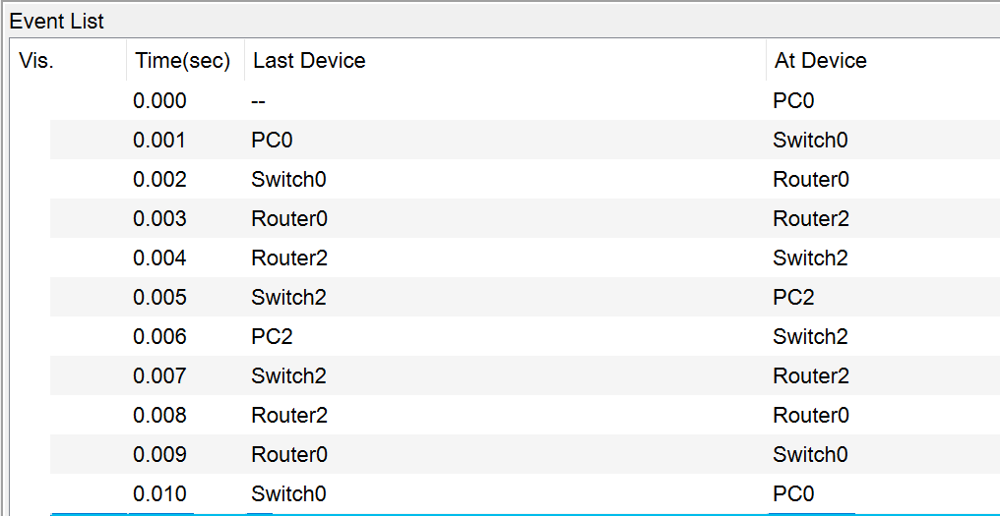 Event List
Vis. Time(sec) Last Device At Device
0.000 -- PC0
0.001 PC0 Switch0
0.002 Switch0 Router0
0.003 Router0 Router2
0.004 Router2 Switch2
0.005 Switch2 PC2
0.006 PC2 Switch2
0.007 Switch2 Router2
0.008 Router2 Router0
0.009 Router0 Switch0
0.010 Switch0 PC0